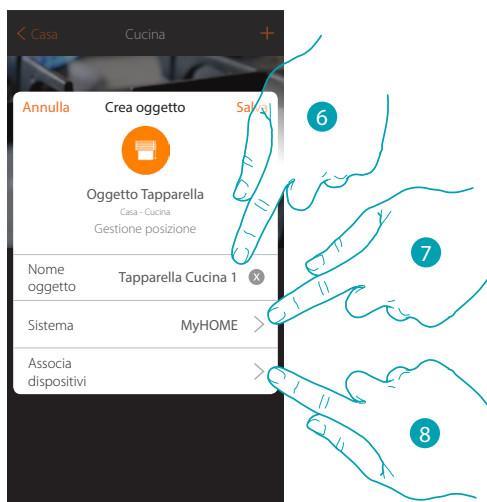 < Casa Cucina +
Annulla Crea oggetto Salva
Oggetto Tapparella
Casa - Cucina
Gestione posizione
Nome
oggetto
Tapparella Cucina 1 X
Sistema MyHOME >
Associa
dispositivi >
6
7
8